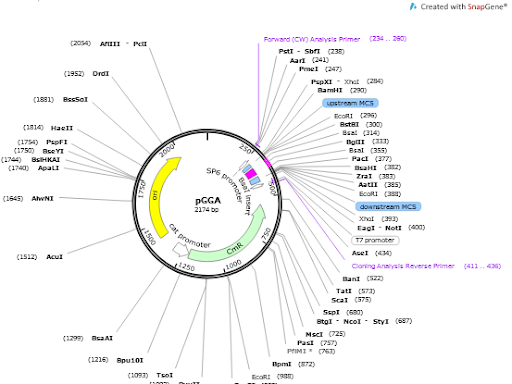 Created with SnapGene®
Forward (CW) Analysis Primer (234 .. 260)
PstI - SbfI (238)
AarI (241)
PmeI (247)
PspXI - XhoI (284)
BamHI (290)
upstream MCS
EcoRI (296)
BstBI (300)
BsaI (314)
BglII (333)
BsaI (355)
PacI (377)
BsaHI (382)
ZraI (383)
AatII (385)
EcoRI (388)
downstream MCS
XhoI (393)
EagI - NotI (400)
T7 promoter
AseI (434)
Cloning Analysis Reverse Primer (411 .. 436)
BanI (522)
TatI (573)
ScaI (575)
SspI (680)
BtgI - NcoI - StyI (687)
MscI (725)
PasI (757)
PflMI * (763)
BpmI (872)
EcoRI (988)
(2054) AflIII - PciI
(1952) DrdI
(1831) BssSαI
(1814) HaeII
(1754) PspFI
(1750) BseYI
(1744) BsiHKAI
(1740) ApaLI
(1645) AlwNI
(1512) AcuI
(1299) BsaAI
(1216) Bpu10I
(1093) TsoI
2000
250
500
750
1000
1250
1500
1750
SP6 promoter
BsaI insert
ori
pGGA
2174 bp
cat promoter
CmR